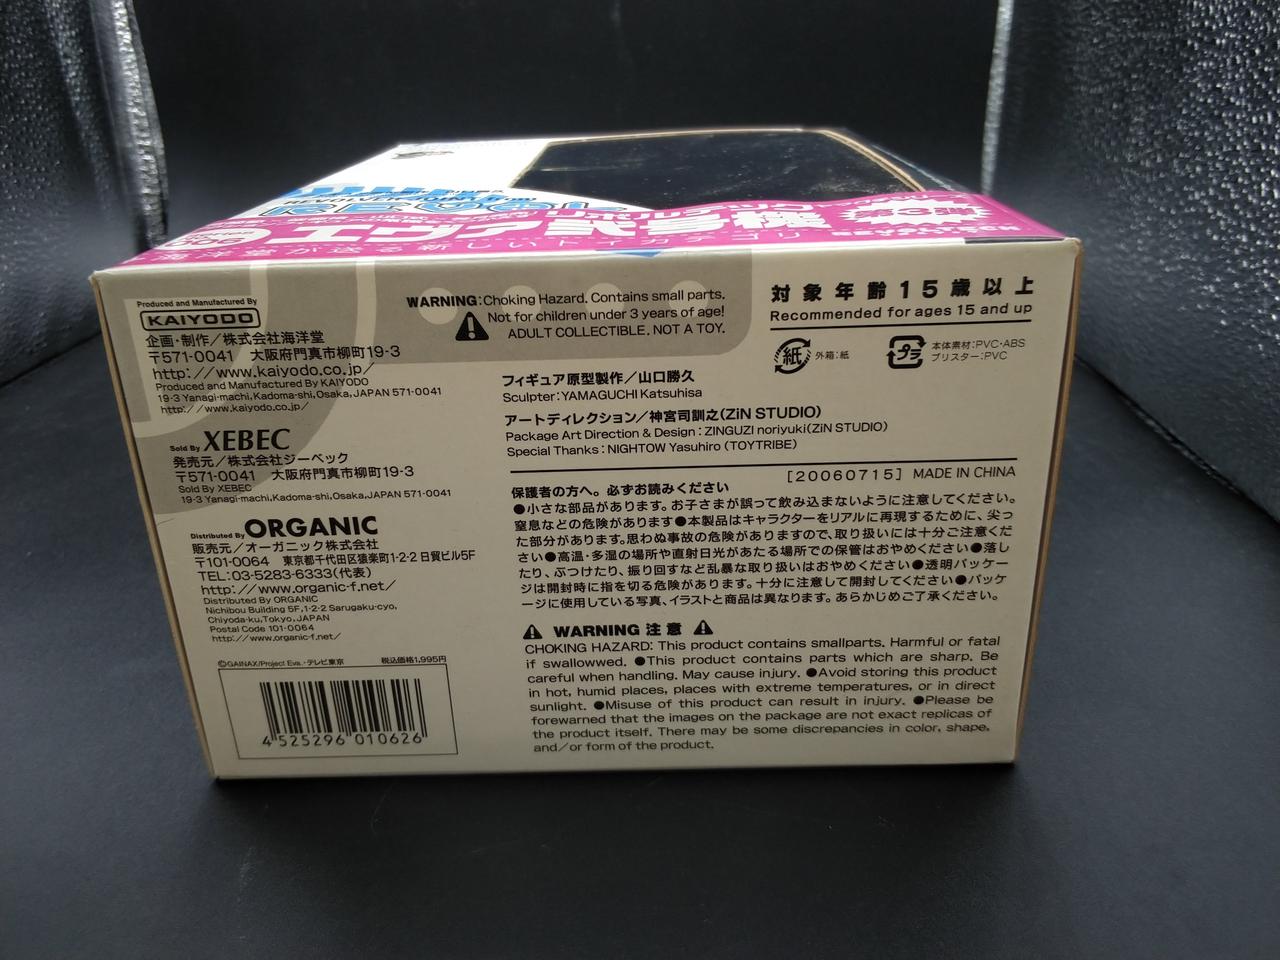 REVOLVER
リボルテック
エヴァ弐号機
006
海洋堂が送る新しいトイカテゴリ
Produced and Manufactured By
KAIYODO
企画・制作／株式会社海洋堂
〒571-0041 大阪府門真市柳町19-3
http://www.kaiyodo.co.jp/
Produced and Manufactured By KAIYODO
19-3 Yanagi-machi,Kadoma-shi,Osaka,JAPAN 571-0041
http://www.kaiyodo.co.jp/
Sold By XEBEC
発売元／株式会社ジーベック
〒571-0041 大阪府門真市柳町19-3
Sold By XEBEC
19-3 Yanagi-machi,Kadoma-shi,Osaka,JAPAN 571-0041
Distributed By ORGANIC
販売元／オーガニック株式会社
〒101-0064 東京都千代田区猿楽町1-2-2 日貿ビル5F
TEL:03-5283-6333(代表)
http://www.organic-f.net/
Distributed By ORGANIC
Nichibou Building 5F,1-2-2 Sarugaku-cyo,
Chiyoda-ku,Tokyo,JAPAN
Postal Code 101-0064
http://www.organic-f.net/
©GAINAX/Project Eva.・テレビ東京 税込価格1,995円
4 525296 010626
WARNING:Choking Hazard. Contains small parts.
Not for children under 3 years of age!
ADULT COLLECTIBLE. NOT A TOY.
対象年齢15歳以上
Recommended for ages 15 and up
紙 外箱:紙
プラ 本体素材:PVC・ABS
ブリスター:PVC
フィギュア原型製作／山口勝久
Sculpter:YAMAGUCHI Katsuhisa
アートディレクション／神宮司訓之(ZiN STUDIO)
Package Art Direction & Design : ZINGUZI noriyuki(ZiN STUDIO)
Special Thanks : NIGHTOW Yasuhiro (TOYTRIBE)
[20060715] MADE IN CHINA
保護者の方へ。必ずお読みください
●小さな部品があります。お子さまが誤って飲み込まないように注意してください。
窒息などの危険があります●本製品はキャラクターをリアルに再現するために、尖っ
た部分があります。思わぬ事故の危険がありますので、取り扱いには十分ご注意くだ
さい●高温・多湿の場所や直射日光があたる場所での保管はおやめください●落し
たり、ぶつけたり、振り回すなど乱暴な取り扱いはおやめください●透明パッケー
ジは開封時に指を切る危険があります。十分に注意して開封してください●パッケ
ージに使用している写真、イラストと商品は異なります。あらかじめご了承ください。
WARNING 注意
CHOKING HAZARD: This product contains smallparts. Harmful or fatal
if swallowwed. ●This product contains parts which are sharp. Be
careful when handling. May cause injury. ●Avoid storing this product
in hot, humid places, places with extreme temperatures, or in direct
sunlight. ●Misuse of this product can result in injury. ●Please be
forewarned that the images on the package are not exact replicas of
the product itself. There may be some discrepancies in color, shape,
and/or form of the product.